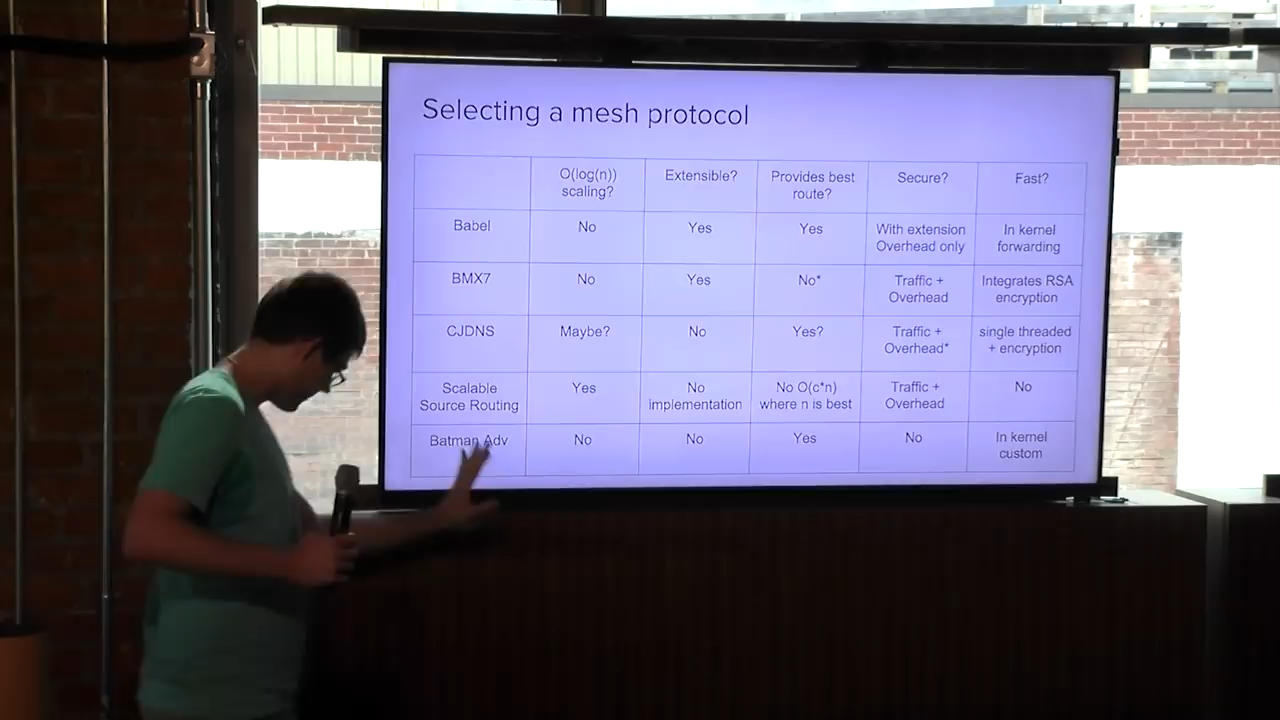 Selecting a mesh protocol
O(log(n))
scaling?
Extensible?
Provides best
route?
Secure?
Fast?
Babel
No
Yes
Yes
With extension
Overhead only
In kernel
forwarding
BMX7
No
Yes
No*
Traffic +
Overhead
Integrates RSA
encryption
CJDNS
Maybe?
No
Yes?
Traffic +
Overhead*
single threaded
+ encryption
Scalable
Source Routing
Yes
No
implementation
No O(c*n)
where n is best
Traffic +
Overhead
No
Batman Adv
No
No
Yes
No
In kernel
custom